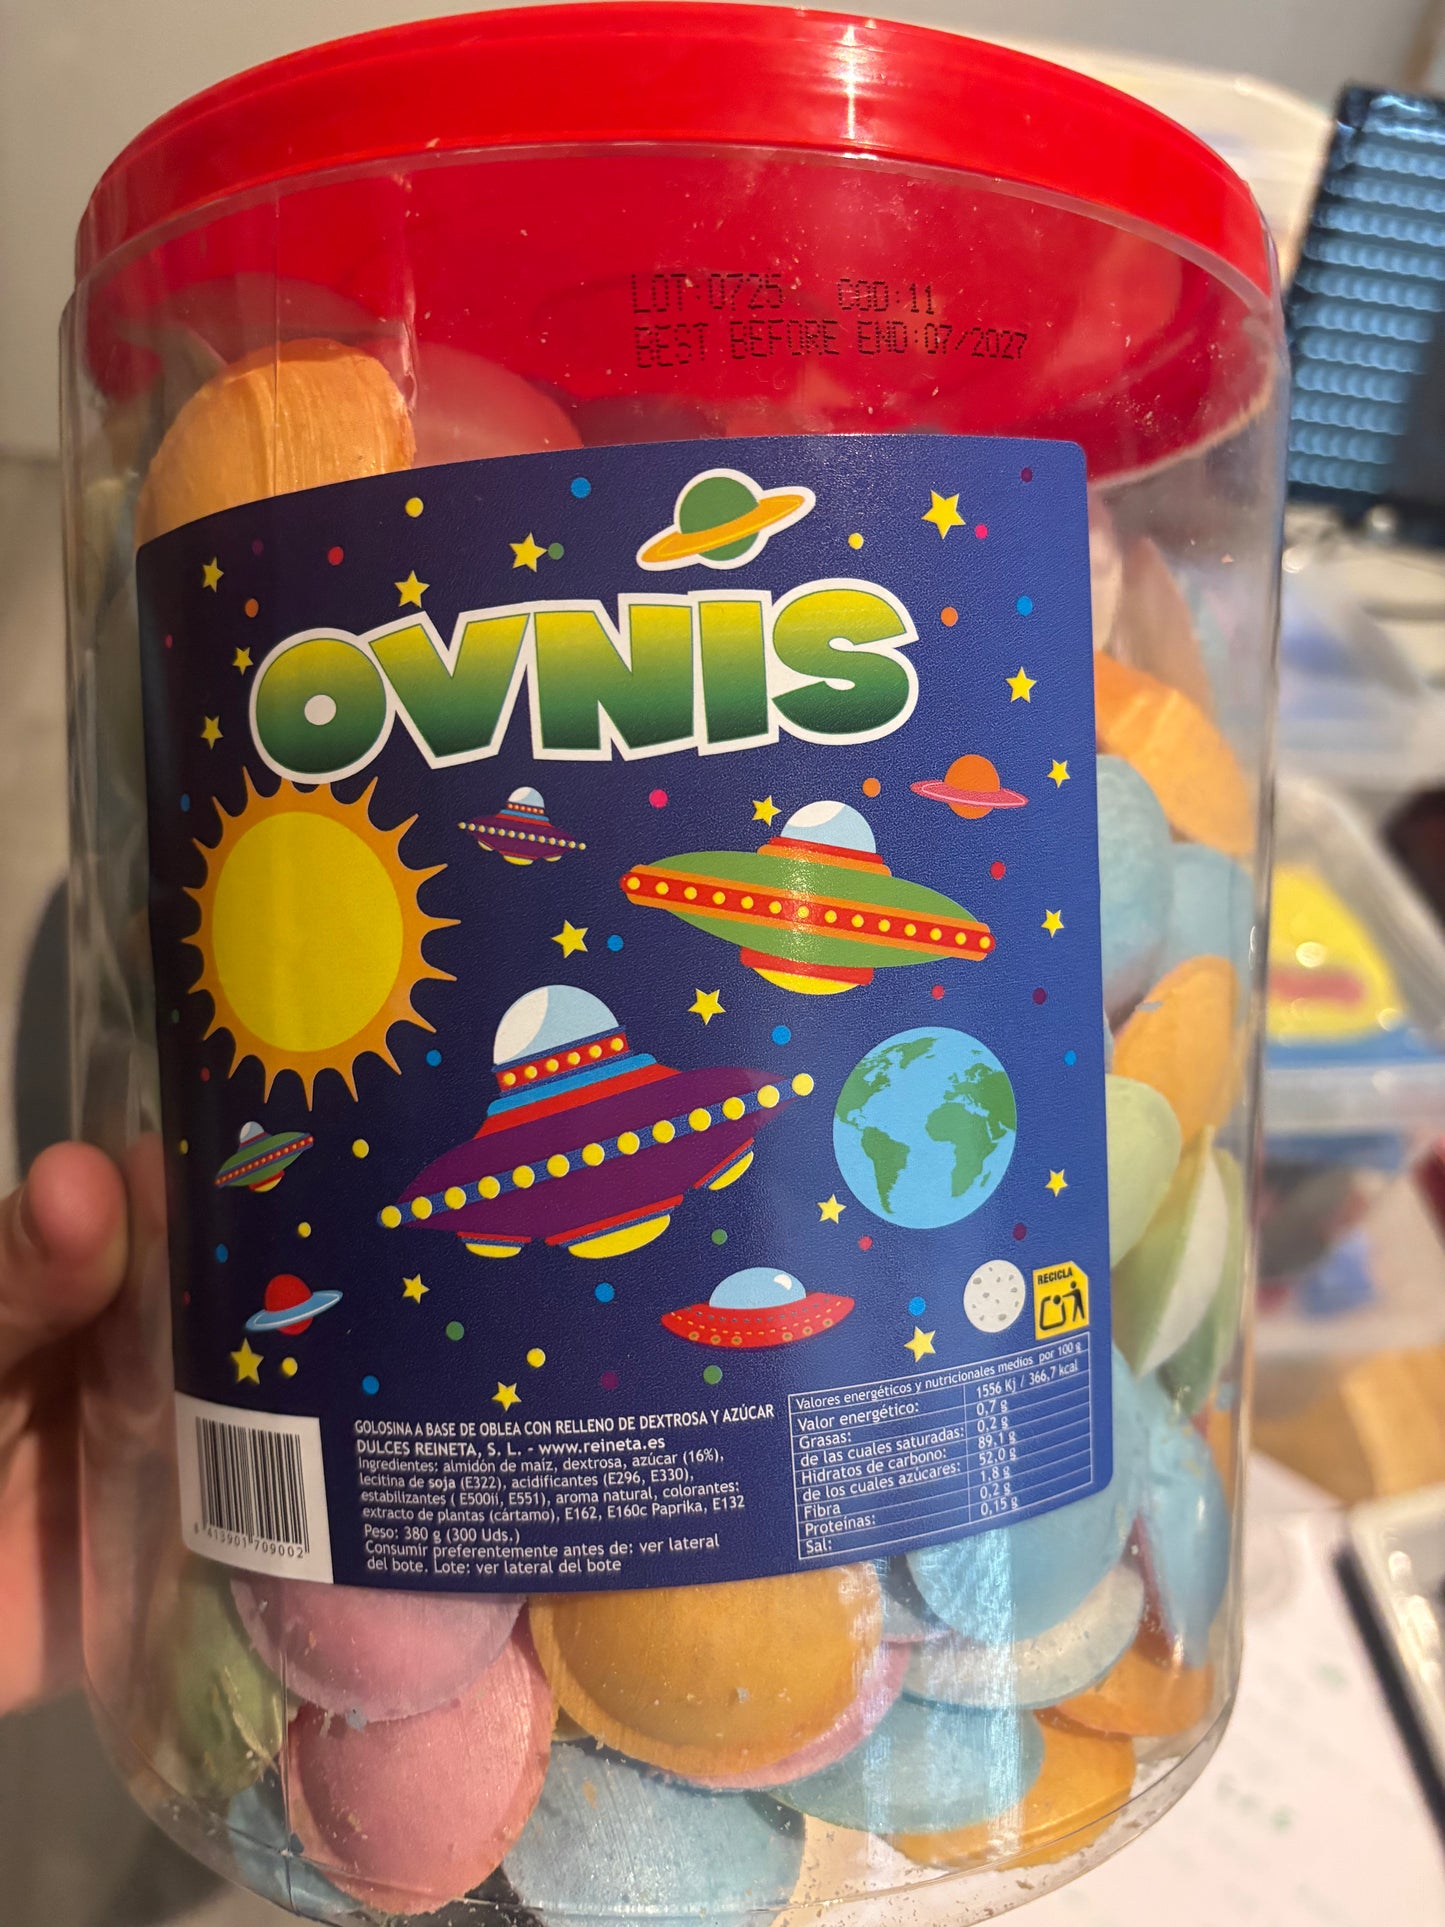 LOT:0725 COD:11
BEST BEFORE END:07/2027
OVNIS
RECICLA
GOLOSINA A BASE DE OBLEA CON RELLENO DE DEXTROSA Y AZÚCAR
DULCES REINETA, S. L. - www.reineta.es
Ingredientes: almidón de maíz, dextrosa, azúcar (16%),
lecitina de soja (E322), acidificantes (E296, E330),
estabilizantes ( E500ii, E551), aroma natural, colorantes:
extracto de plantas (cártamo), E162, E160c Paprika, E132
Peso: 380 g (300 Uds.)
Consumir preferentemente antes de: ver lateral
del bote. Lote: ver lateral del bote
8 413901 709002
Valores energéticos y nutricionales medios por 100 g
Valor energético: 1556 Kj / 366,7 kcal
Grasas: 0,7 g
de las cuales saturadas: 0,2 g
Hidratos de carbono: 89,1 g
de los cuales azúcares: 52,0 g
Fibra 1,8 g
Proteínas: 0,2 g
Sal: 0,15 g